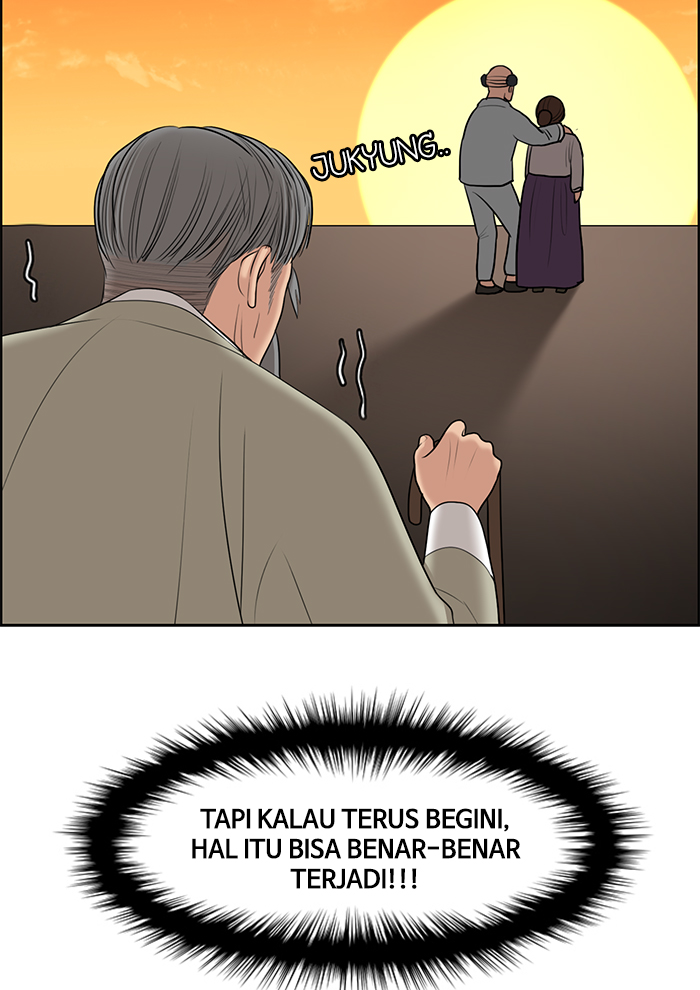 JUKYUNG..
TAPI KALAU TERUS BEGINI,
HAL ITU BISA BENAR-BENAR
TERJADI!!!